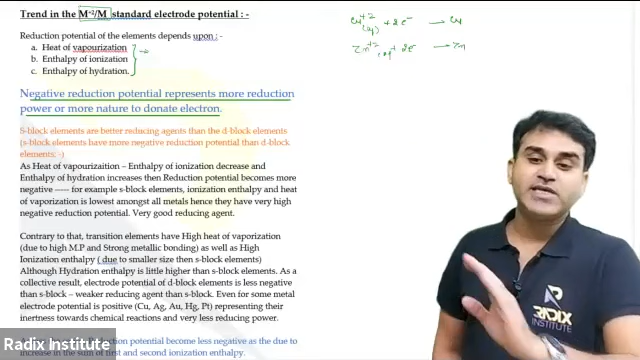 Trend in the M⁺²/M standard electrode potential : -
Reduction potential of the elements depends upon :
a. Heat of vapourization
b. Enthalpy of ionization
c. Enthalpy of hydration.
Negative reduction potential represents more reduction
power or more nature to donate electron.
S-block elements are better reducing agents than the d-block elements
(s-block elements have more negative reduction potential than d-block
elements: -)
As Heat of vapourizaition – Enthalpy of ionization decrease and
Enthalpy of hydration increases then Reduction potential becomes more
negative ----- for example s-block elements, ionization enthalpy and heat
of vaporization is lowest amongst all metals hence they have very high
negative reduction potential. Very good reducing agent.
Contrary to that, transition elements have High heat of vaporization
(due to high M.P and Strong metallic bonding) as well as High
Ionization enthalpy ( due to smaller size then s-block elements)
Although Hydration enthalpy is little higher than s-block elements. As a
collective result, electrode potential of d-block elements is less negative
than s-block – weaker reducing agent than s-block. Even for some metal
electrode potential is positive (Cu, Ag, Au, Hg, Pt) representing their
inertness towards chemical reactions and very less reducing power.
reduction potential become less negative as the due to
increase in the sum of first and second ionization enthalpy.
Cu⁺²(aq) + 2e⁻ → Cu
Zn⁺²(aq) + 2e⁻ → Zn
RADIX
INSTITUTE
Radix Institute